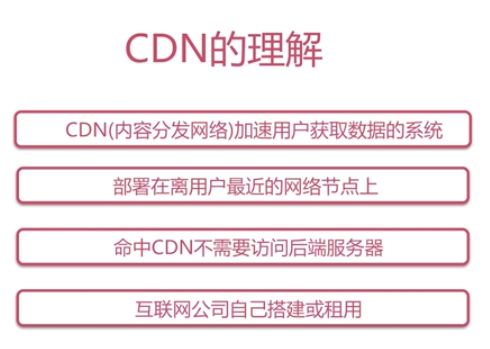 CDN的理解
CDN(内容分发网络)加速用户获取数据的系统
部署在离用户最近的网络节点上
命中CDN不需要访问后端服务器
互联网公司自己搭建或租用